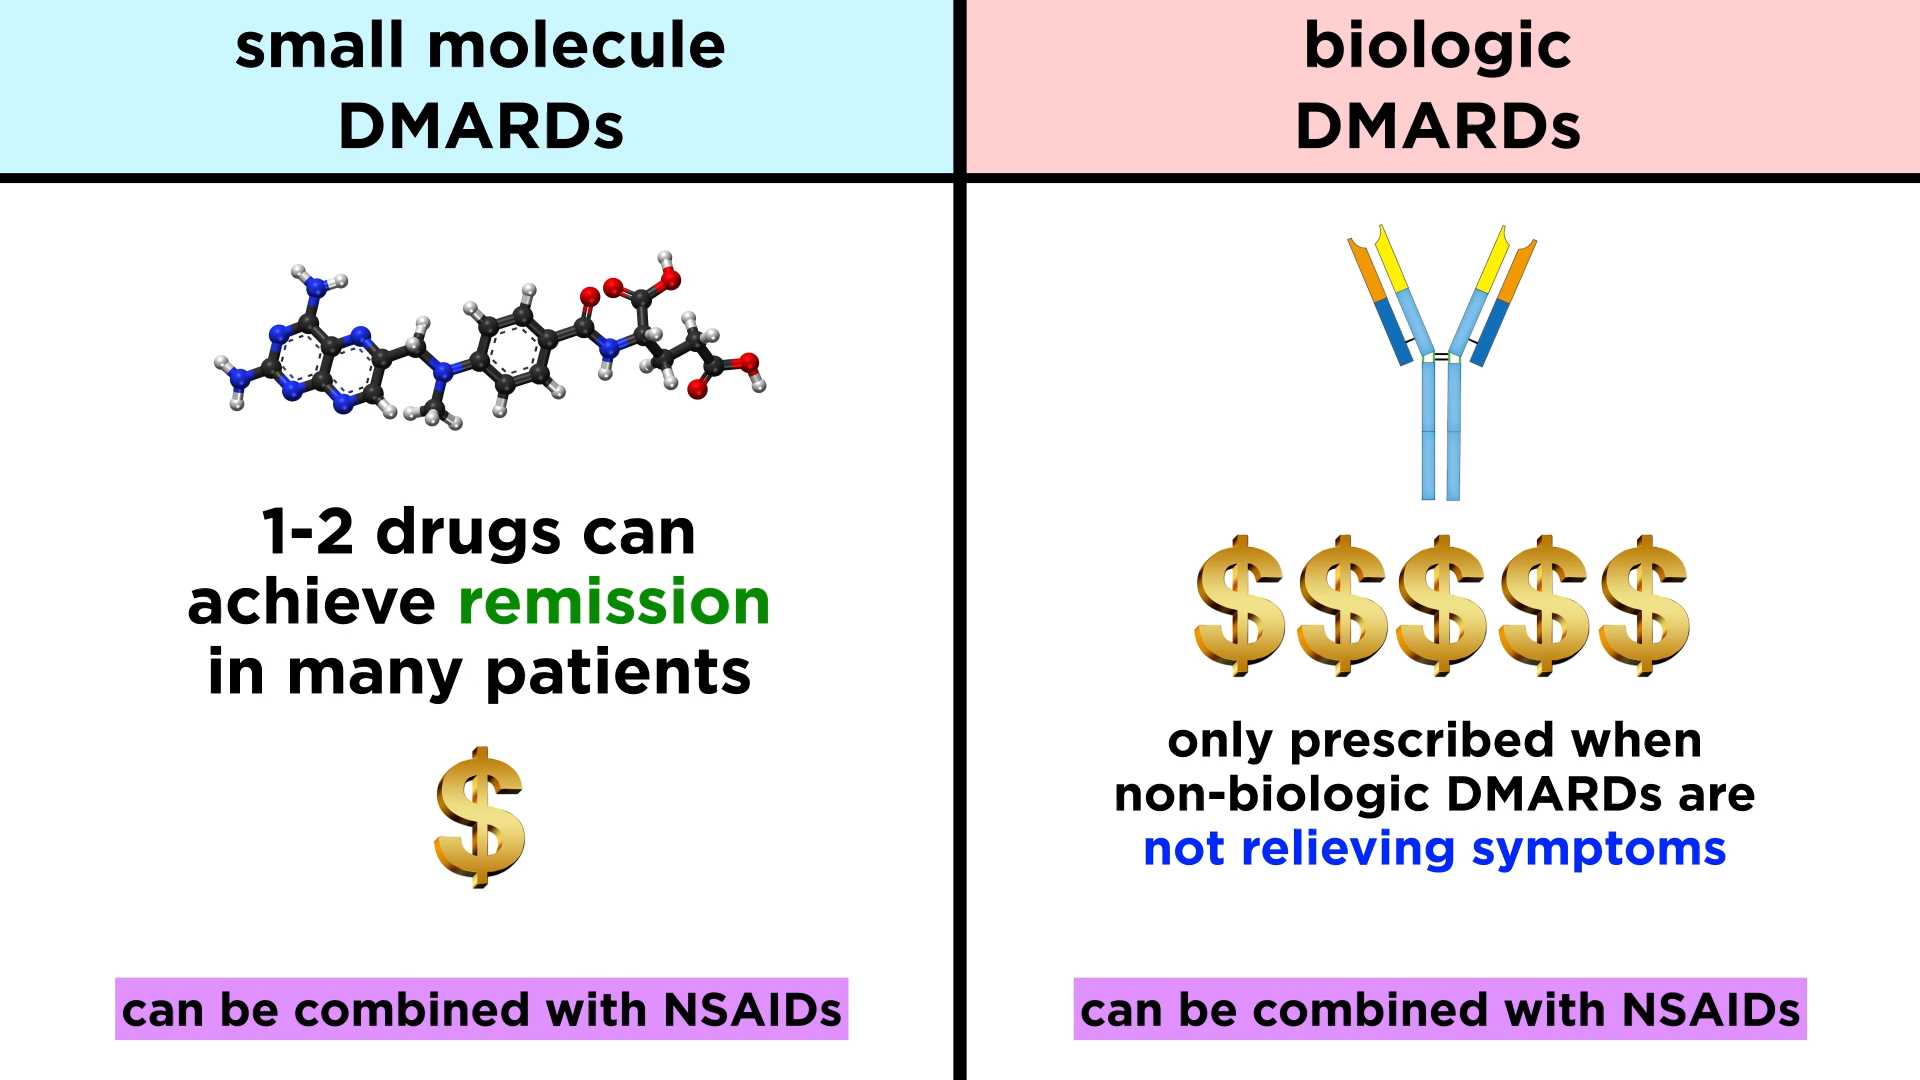 small molecule
DMARDs
biologic
DMARDs
1-2 drugs can
achieve remission
in many patients
$
can be combined with NSAIDs
$$$$$
only prescribed when
non-biologic DMARDs are
not relieving symptoms
can be combined with NSAIDs